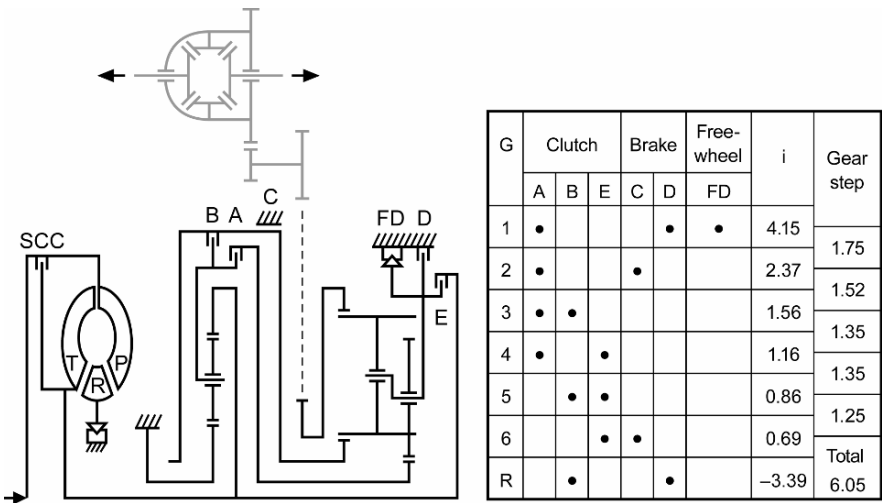 C
B A
FD D
SCC
E
T P
R
G Clutch Brake Free-wheel i Gear step
A B E C D FD
1 • • • 4.15
1.75
2 • • 2.37
1.52
3 • • 1.56
1.35
4 • • 1.16
1.35
5 • • 0.86
1.25
6 • • 0.69
Total
R • • –3.39 6.05